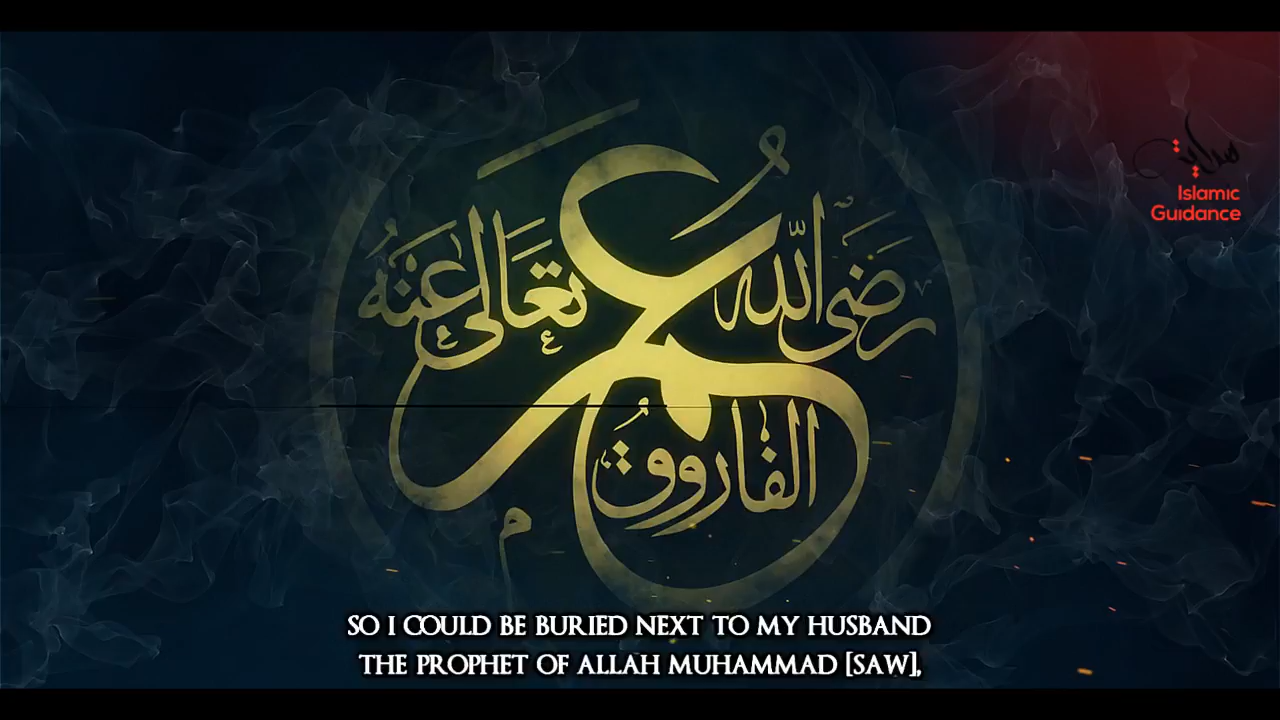 هداية
Islamic
Guidance
رضي الله تعالى عنه
عمر
الفاروق
SO I COULD BE BURIED NEXT TO MY HUSBAND
THE PROPHET OF ALLAH MUHAMMAD [SAW],